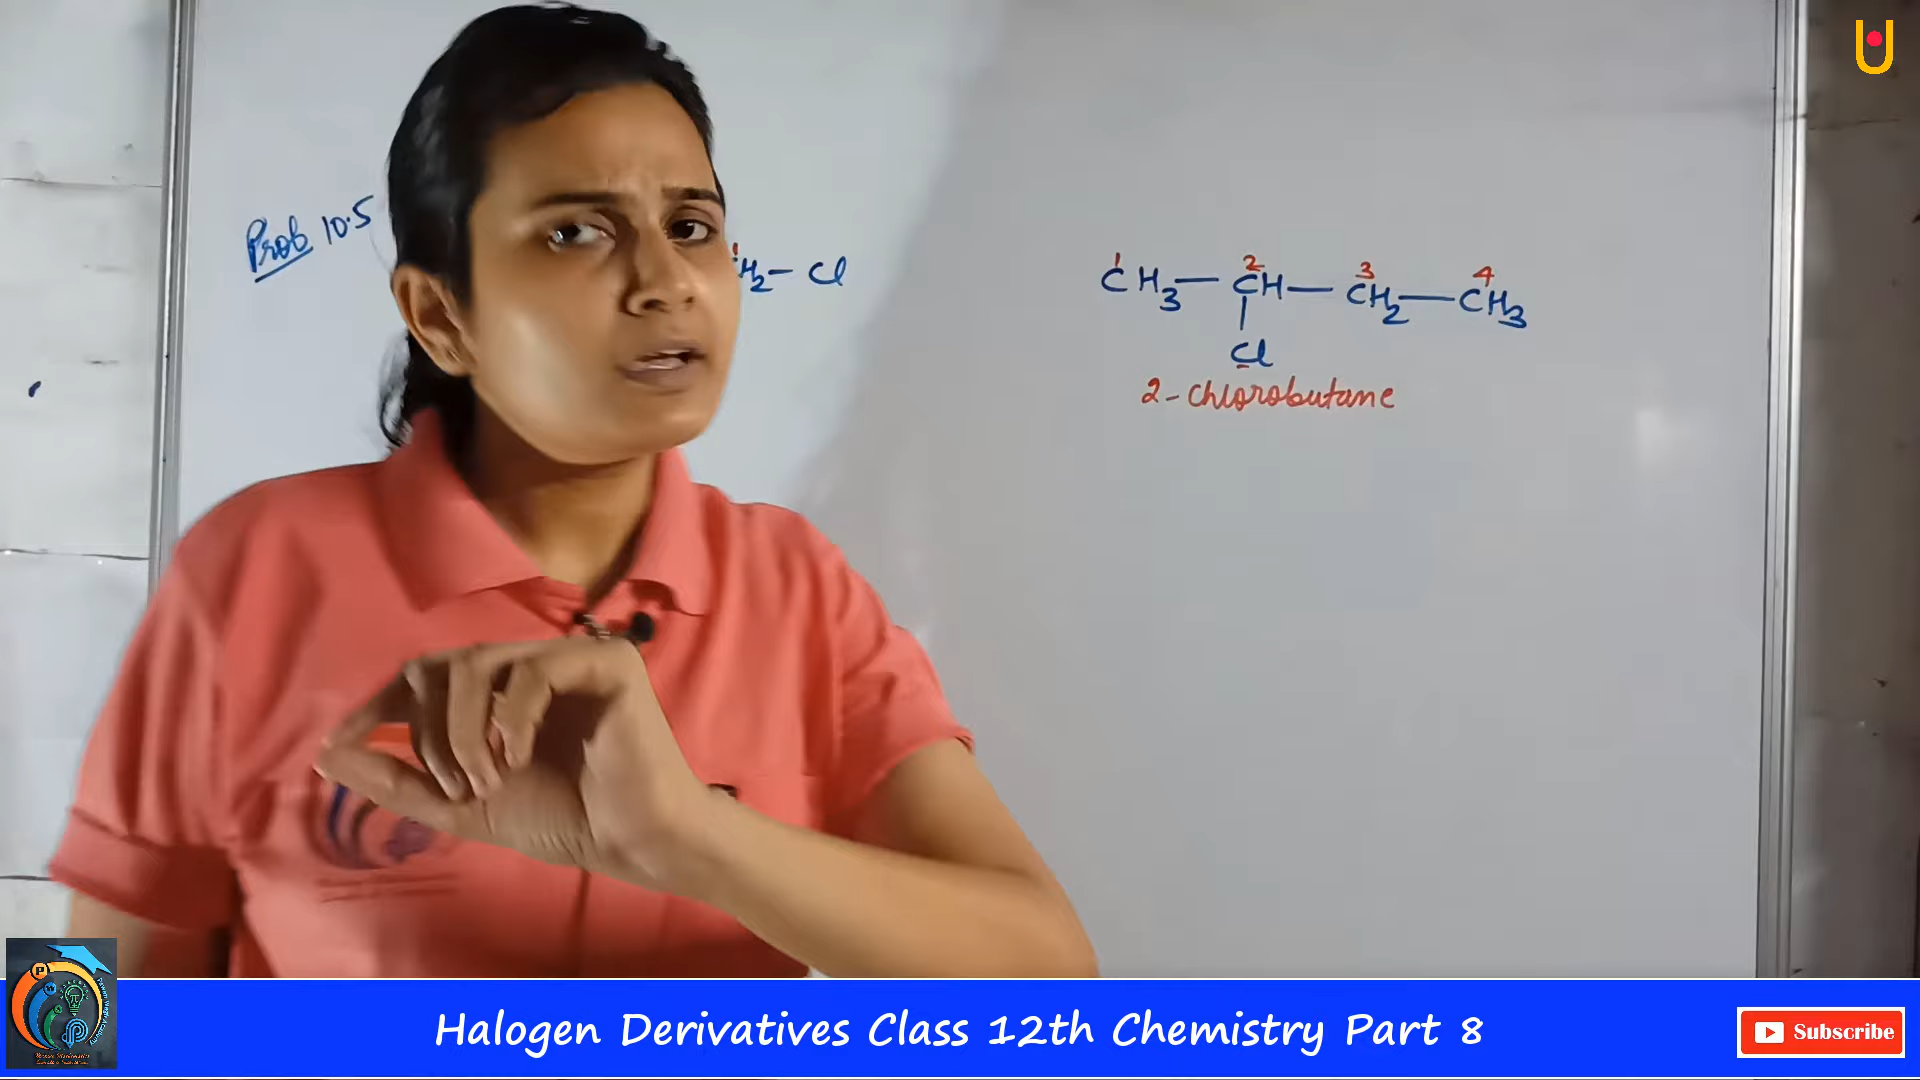 Prob 10.5
1
H2 - Cl
1 2 3 4
CH3 — CH — CH2 — CH3
|
Cl
2 - chlorobutane
Halogen Derivatives Class 12th Chemistry Part 8
Subscribe